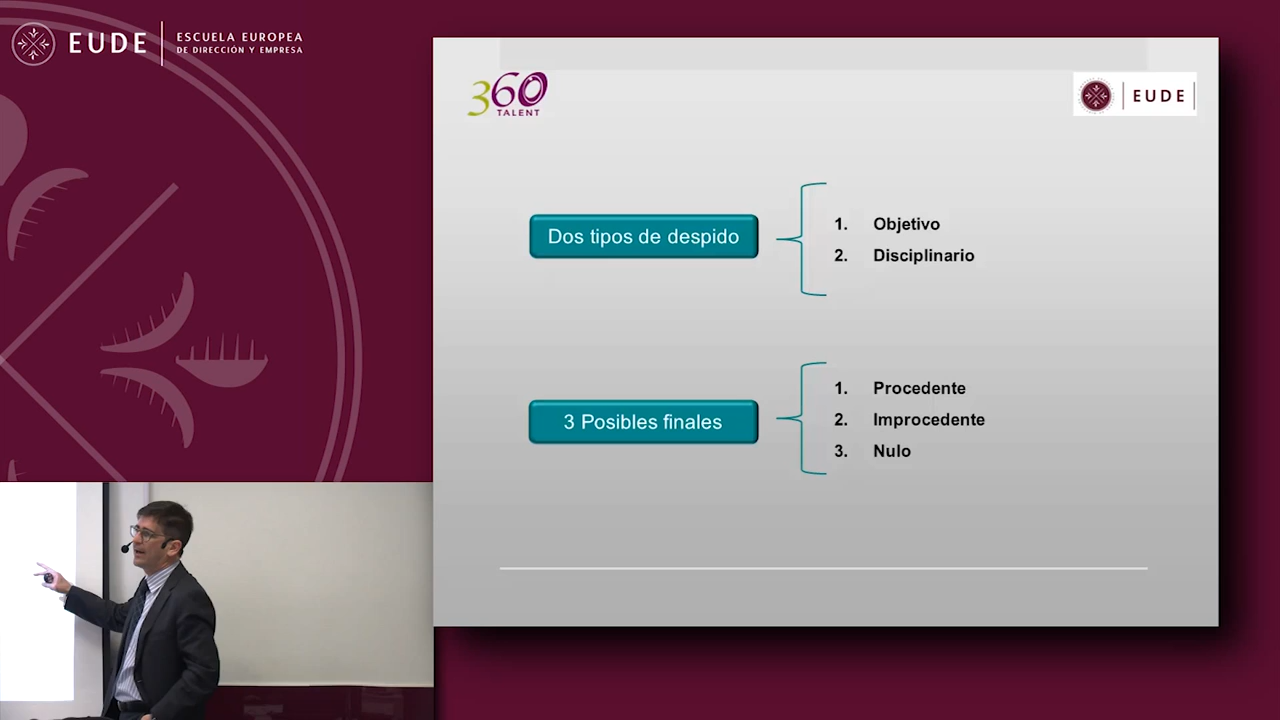 EUDE
ESCUELA EUROPEA
DE DIRECCIÓN Y EMPRESA
360
TALENT
EUDE
Dos tipos de despido
1. Objetivo
2. Disciplinario
3 Posibles finales
1. Procedente
2. Improcedente
3. Nulo